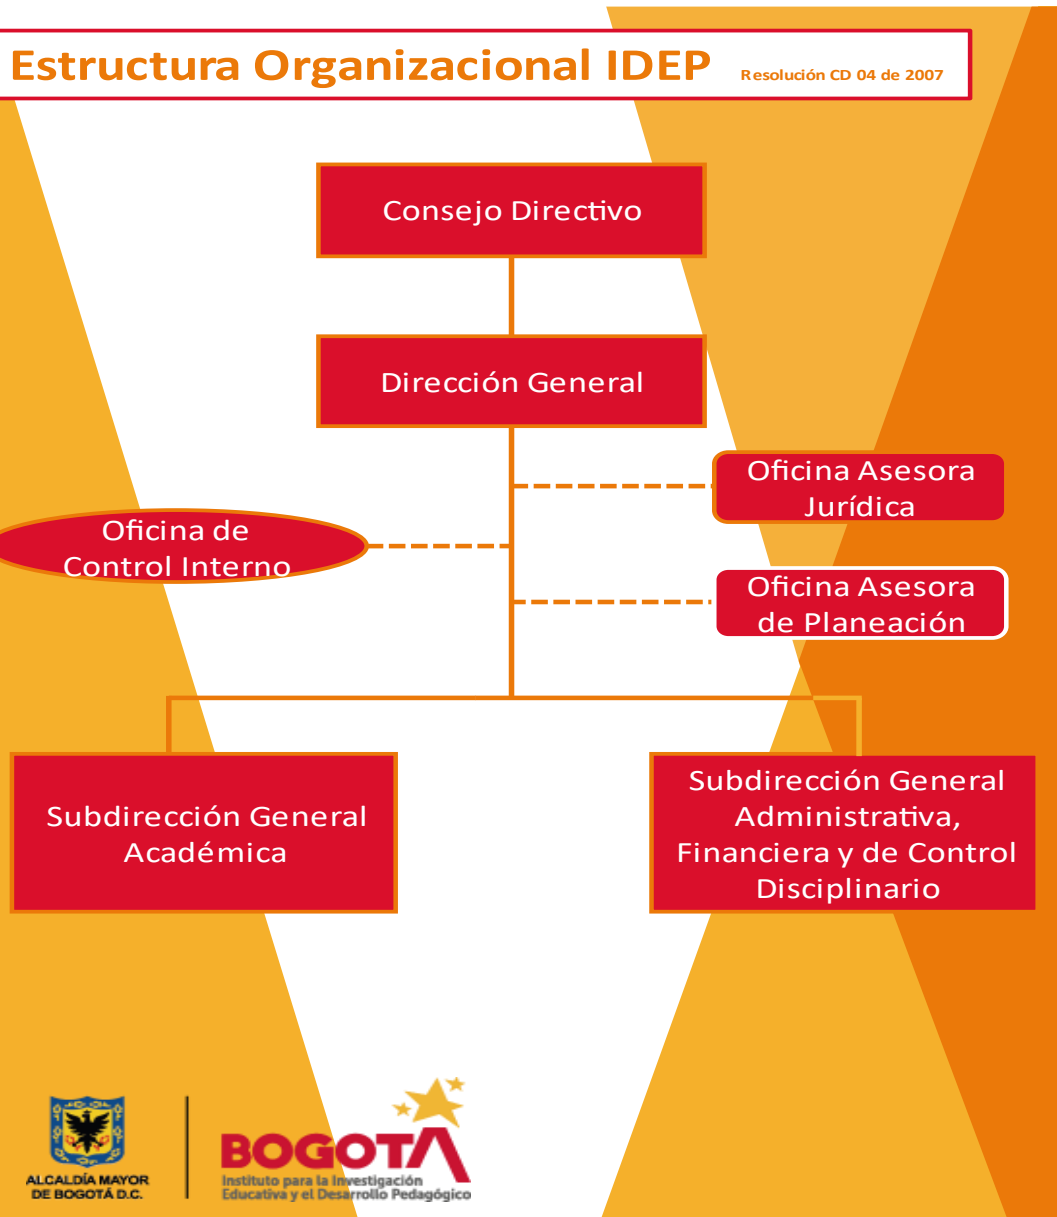 Estructura Organizacional IDEP Resolución CD 04 de 2007
Consejo Directivo
Dirección General
Oficina Asesora
Jurídica
Oficina de
Control Interno
Oficina Asesora
de Planeación
Subdirección General
Académica
Subdirección General
Administrativa,
Financiera y de Control
Disciplinario
ALCALDÍA MAYOR
DE BOGOTÁ D.C.
BOGOTÁ
Instituto para la Investigación
Educativa y el Desarrollo Pedagógico